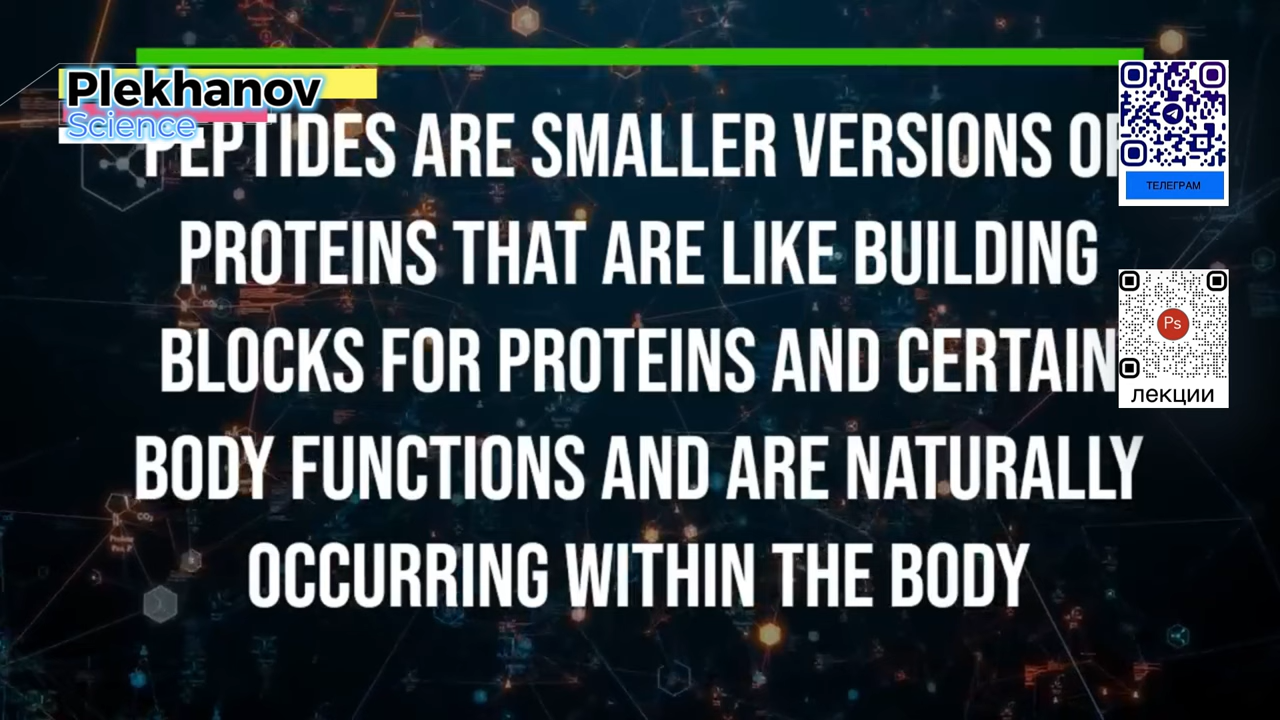 Plekhanov
Science
PEPTIDES ARE SMALLER VERSIONS OF
PROTEINS THAT ARE LIKE BUILDING
BLOCKS FOR PROTEINS AND CERTAIN
BODY FUNCTIONS AND ARE NATURALLY
OCCURRING WITHIN THE BODY
ТЕЛЕГРАМ
Ps
лекции
CO₂